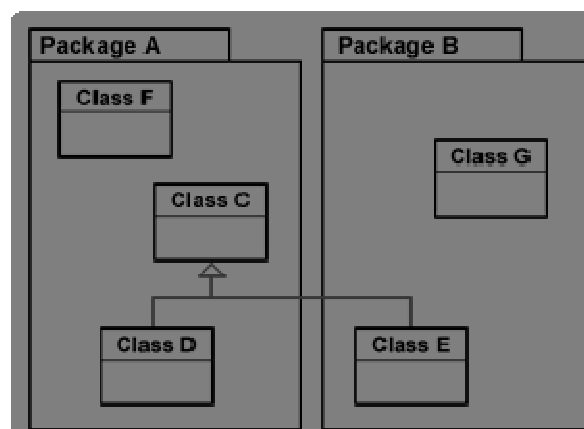 Package A
Package B
Class F
Class G
Class C
Class D
Class E